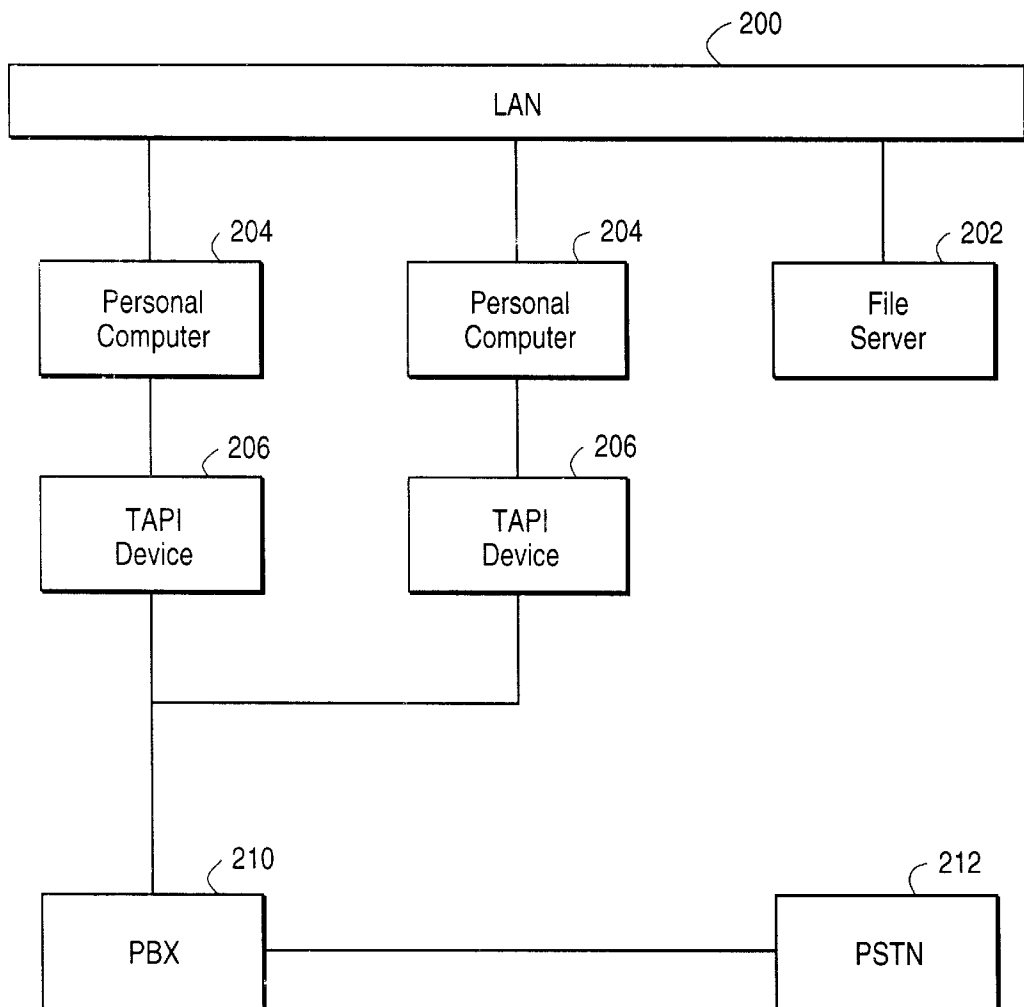 200
LAN
204
204
202
Personal
Computer
Personal
Computer
File
Server
206
206
TAPI
Device
TAPI
Device
210
212
PBX
PSTN